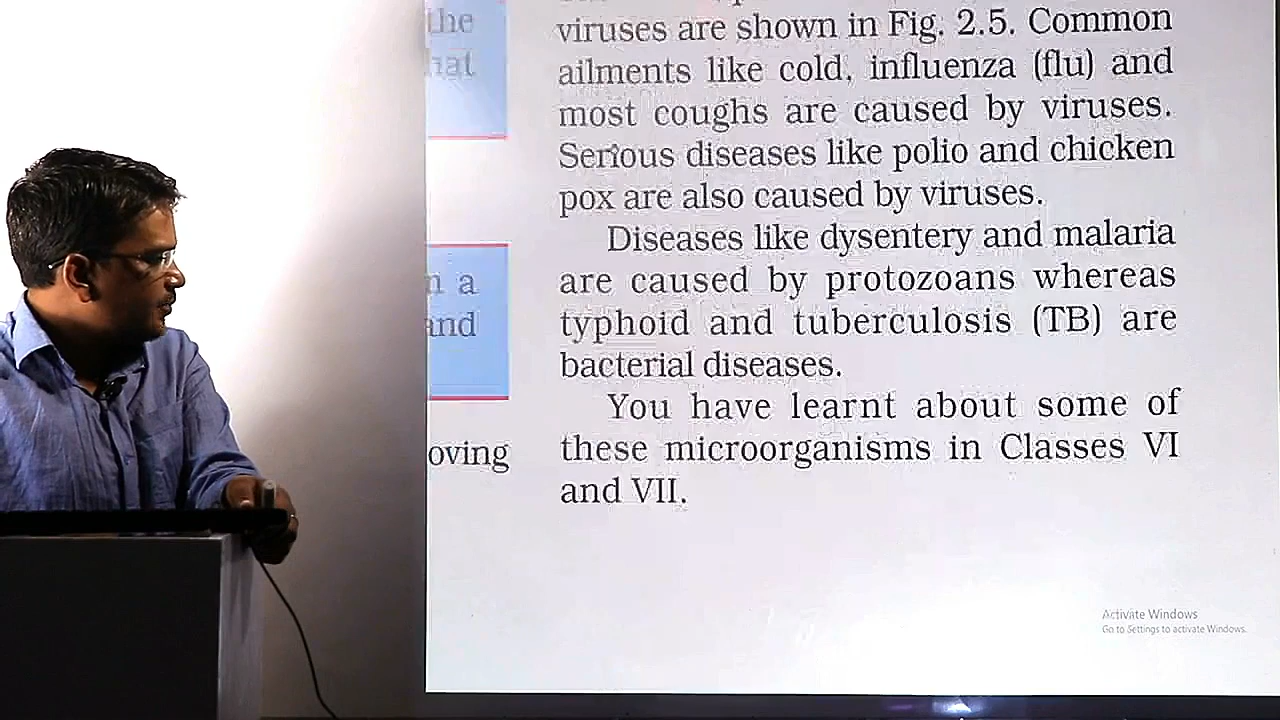 the
hat
n a
and
oving
viruses are shown in Fig. 2.5. Common
ailments like cold, influenza (flu) and
most coughs are caused by viruses.
Serious diseases like polio and chicken
pox are also caused by viruses.
Diseases like dysentery and malaria
are caused by protozoans whereas
typhoid and tuberculosis (TB) are
bacterial diseases.
You have learnt about some of
these microorganisms in Classes VI
and VII.
Activate Windows
Go to Settings to activate Windows.